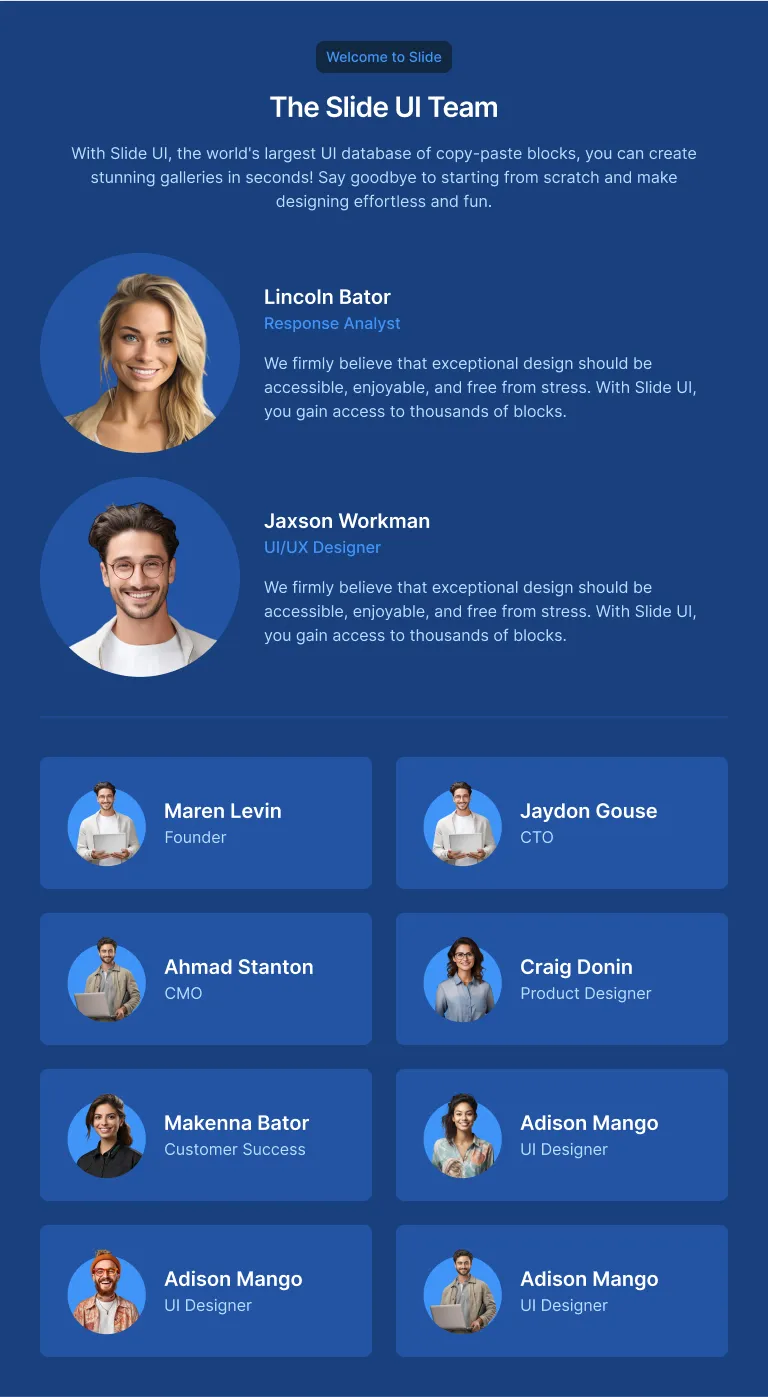 Welcome to Slide
The Slide UI Team
With Slide UI, the world's largest UI database of copy-paste blocks, you can create
stunning galleries in seconds! Say goodbye to starting from scratch and make
designing effortless and fun.
Lincoln Bator
Response Analyst
We firmly believe that exceptional design should be
accessible, enjoyable, and free from stress. With Slide UI,
you gain access to thousands of blocks.
Jaxson Workman
UI/UX Designer
We firmly believe that exceptional design should be
accessible, enjoyable, and free from stress. With Slide UI,
you gain access to thousands of blocks.
Maren Levin
Founder
Jaydon Gouse
CTO
Ahmad Stanton
CMO
Craig Donin
Product Designer
Makenna Bator
Customer Success
Adison Mango
UI Designer
Adison Mango
UI Designer
Adison Mango
UI Designer